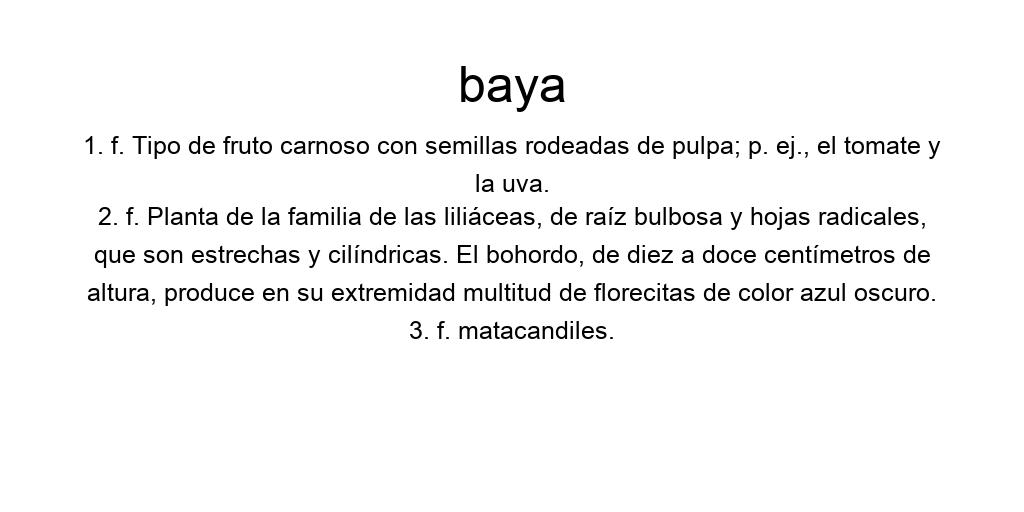 baya
1. f. Tipo de fruto carnoso con semillas rodeadas de pulpa; p. ej., el tomate y
la uva.
2. f. Planta de la familia de las liliáceas, de raíz bulbosa y hojas radicales,
que son estrechas y cilíndricas. El bohordo, de diez a doce centímetros de
altura, produce en su extremidad multitud de florecitas de color azul oscuro.
3. f. matacandiles.